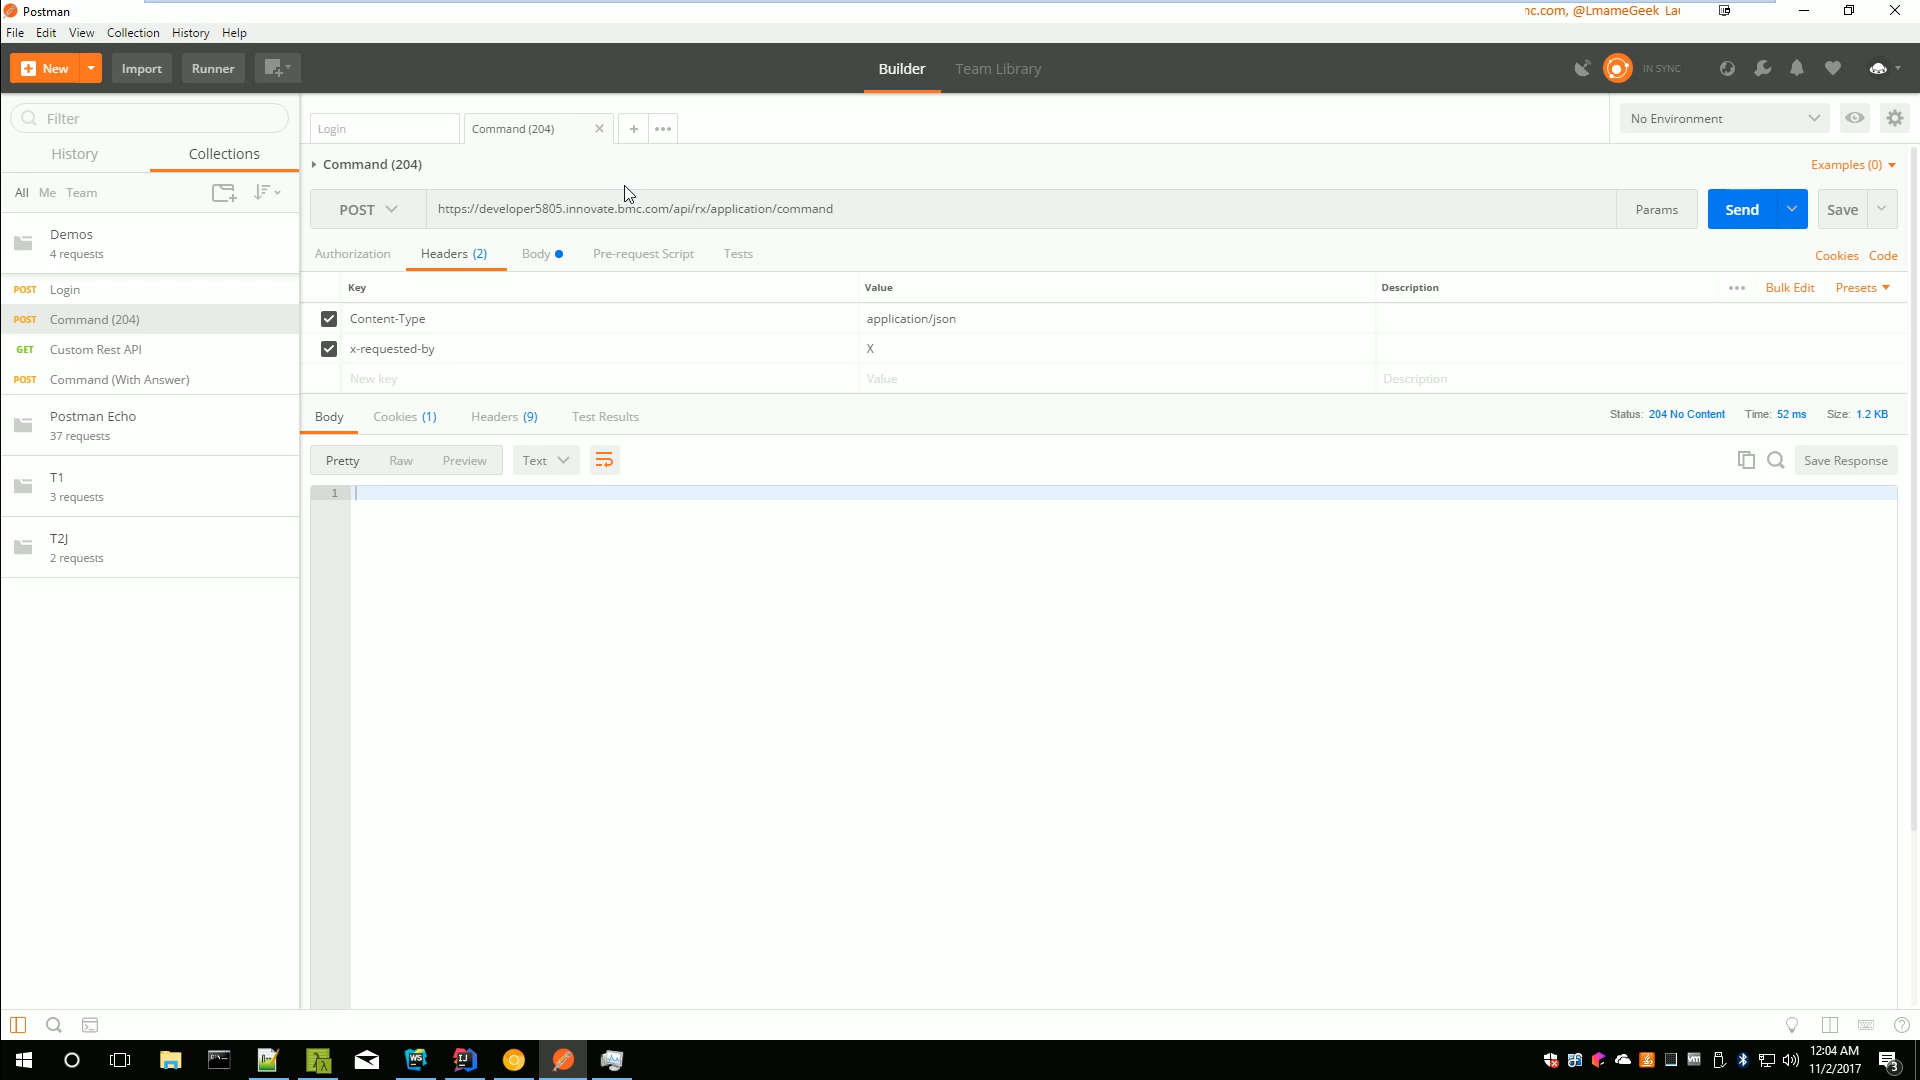 Postman
nc.com, @LmameGeek
File Edit View Collection History Help
New Import Runner Builder Team Library IN SYNC
Filter
History Collections
All Me Team
Demos
4 requests
POST Login
POST Command (204)
GET Custom Rest API
POST Command (With Answer)
Postman Echo
37 requests
T1
3 requests
T2J
2 requests
Login Command (204) No Environment
Command (204) Examples (0)
POST https://developer5805.innovate.bmc.com/api/rx/application/command Params Send Save
Authorization Headers (2) Body Pre-request Script Tests Cookies Code
Key Value Description Bulk Edit Presets
Content-Type application/json
x-requested-by X
New key Value Description
Body Cookies (1) Headers (9) Test Results Status: 204 No Content Time: 52 ms Size: 1.2 KB
Pretty Raw Preview Text Save Response
1
12:04 AM
11/2/2017
3